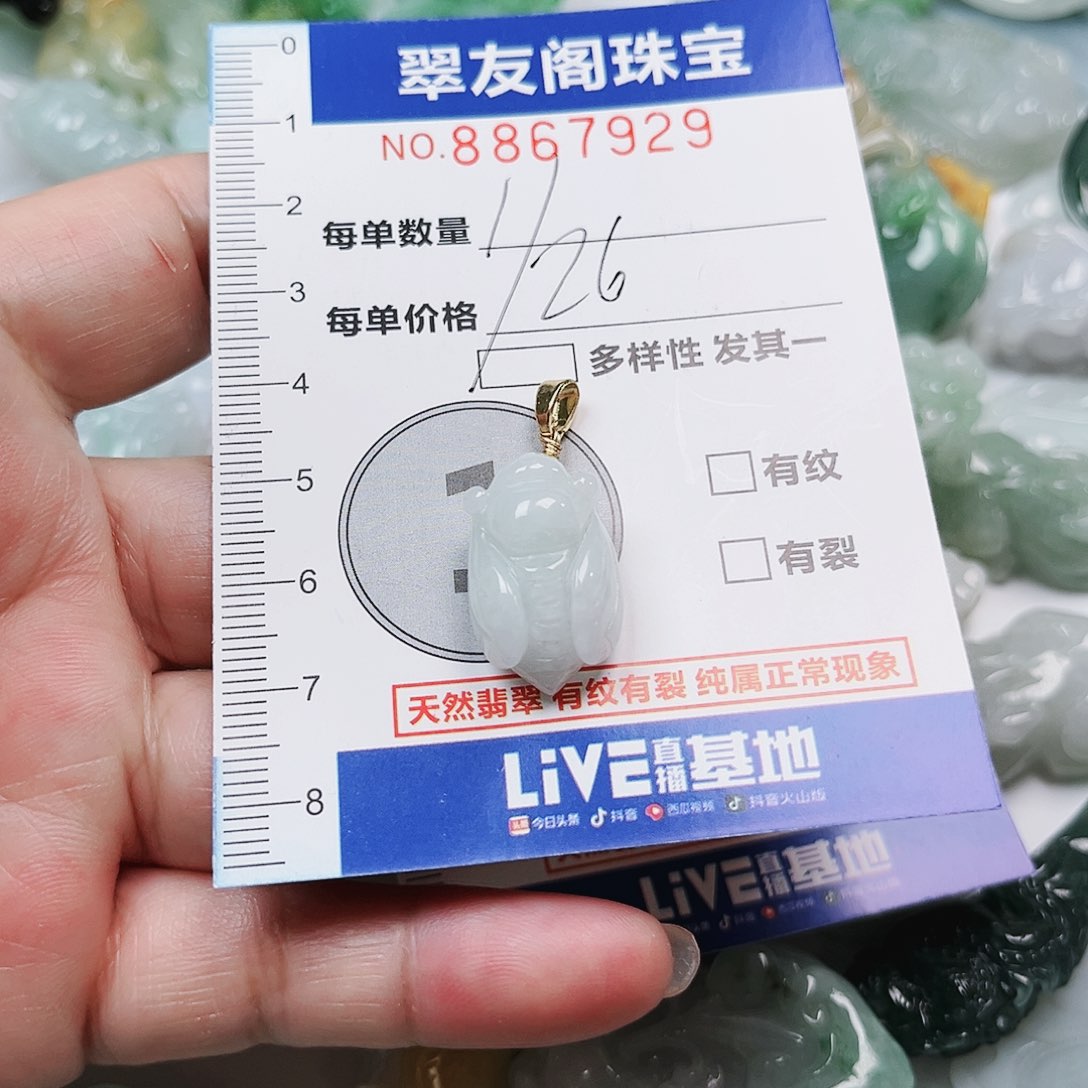 翠友阁珠宝
NO.8867929
每单数量 1/26
每单价格
多样性 发其一
有纹
有裂
天然翡翠 有纹有裂 纯属正常现象
LiVE直播基地
今日头条 抖音 西瓜视频 抖音火山版
LiVE直播基地
0
1
2
3
4
5
6
7
8